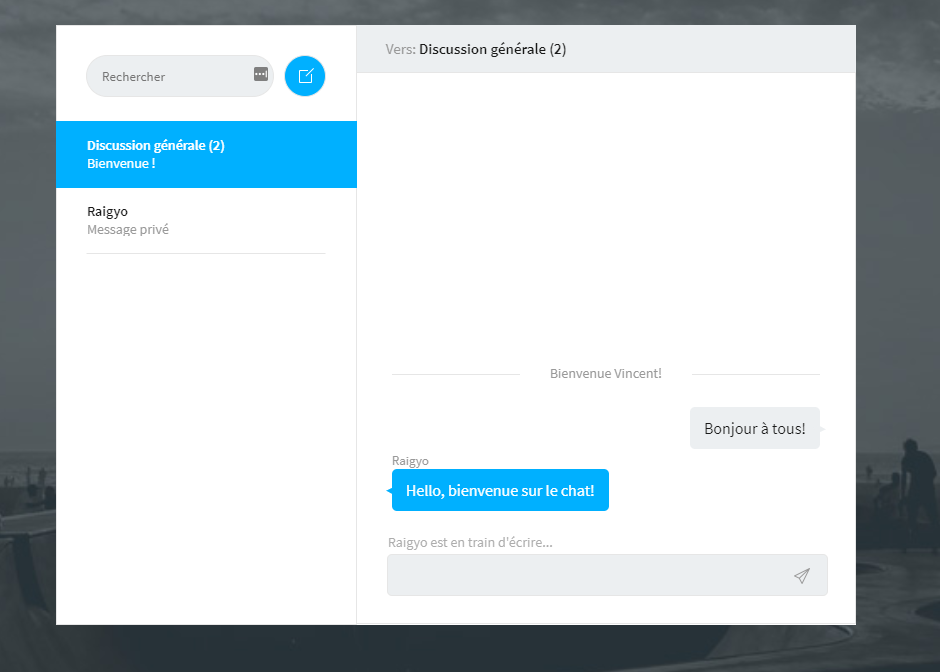 Rechercher
Discussion générale (2)
Bienvenue !
Raigyo
Message privé
Vers: Discussion générale (2)
Bienvenue Vincent!
Bonjour à tous!
Raigyo
Hello, bienvenue sur le chat!
Raigyo est en train d'écrire...